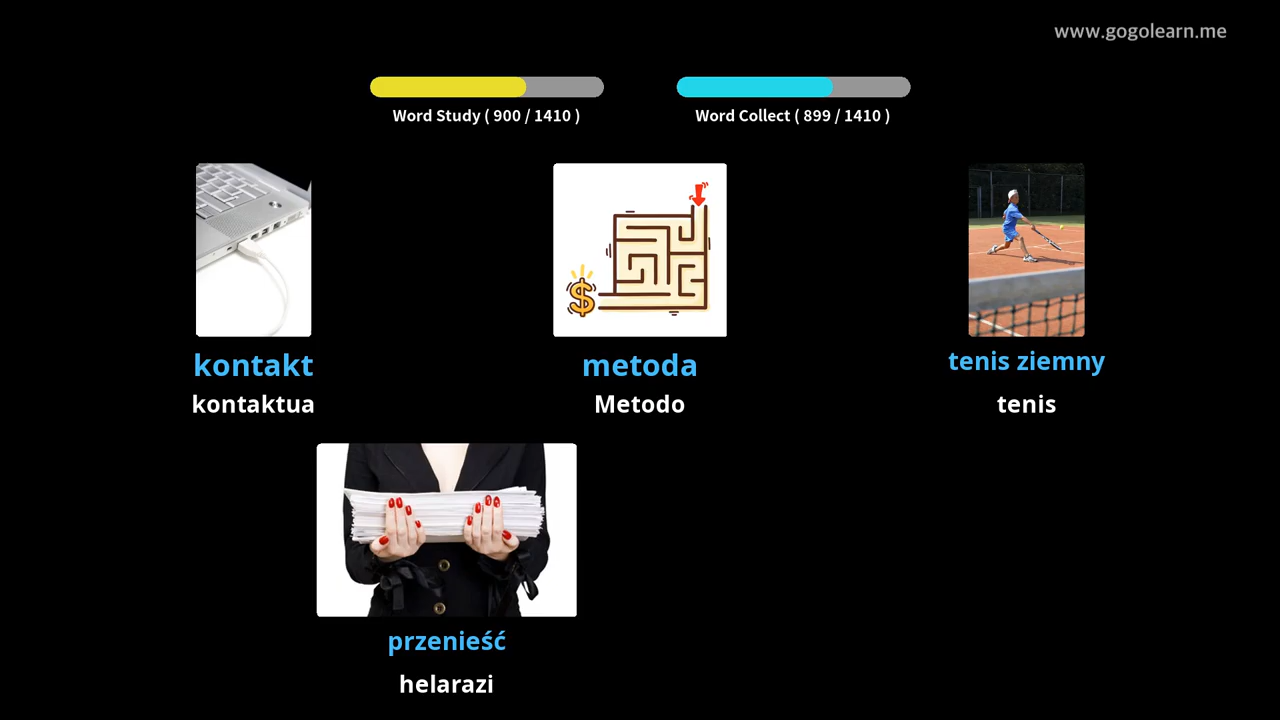 www.gogolearn.me
Word Study ( 900 / 1410 )
Word Collect ( 899 / 1410 )
kontakt
kontaktua
metoda
Metodo
tenis ziemny
tenis
przenieść
helarazi